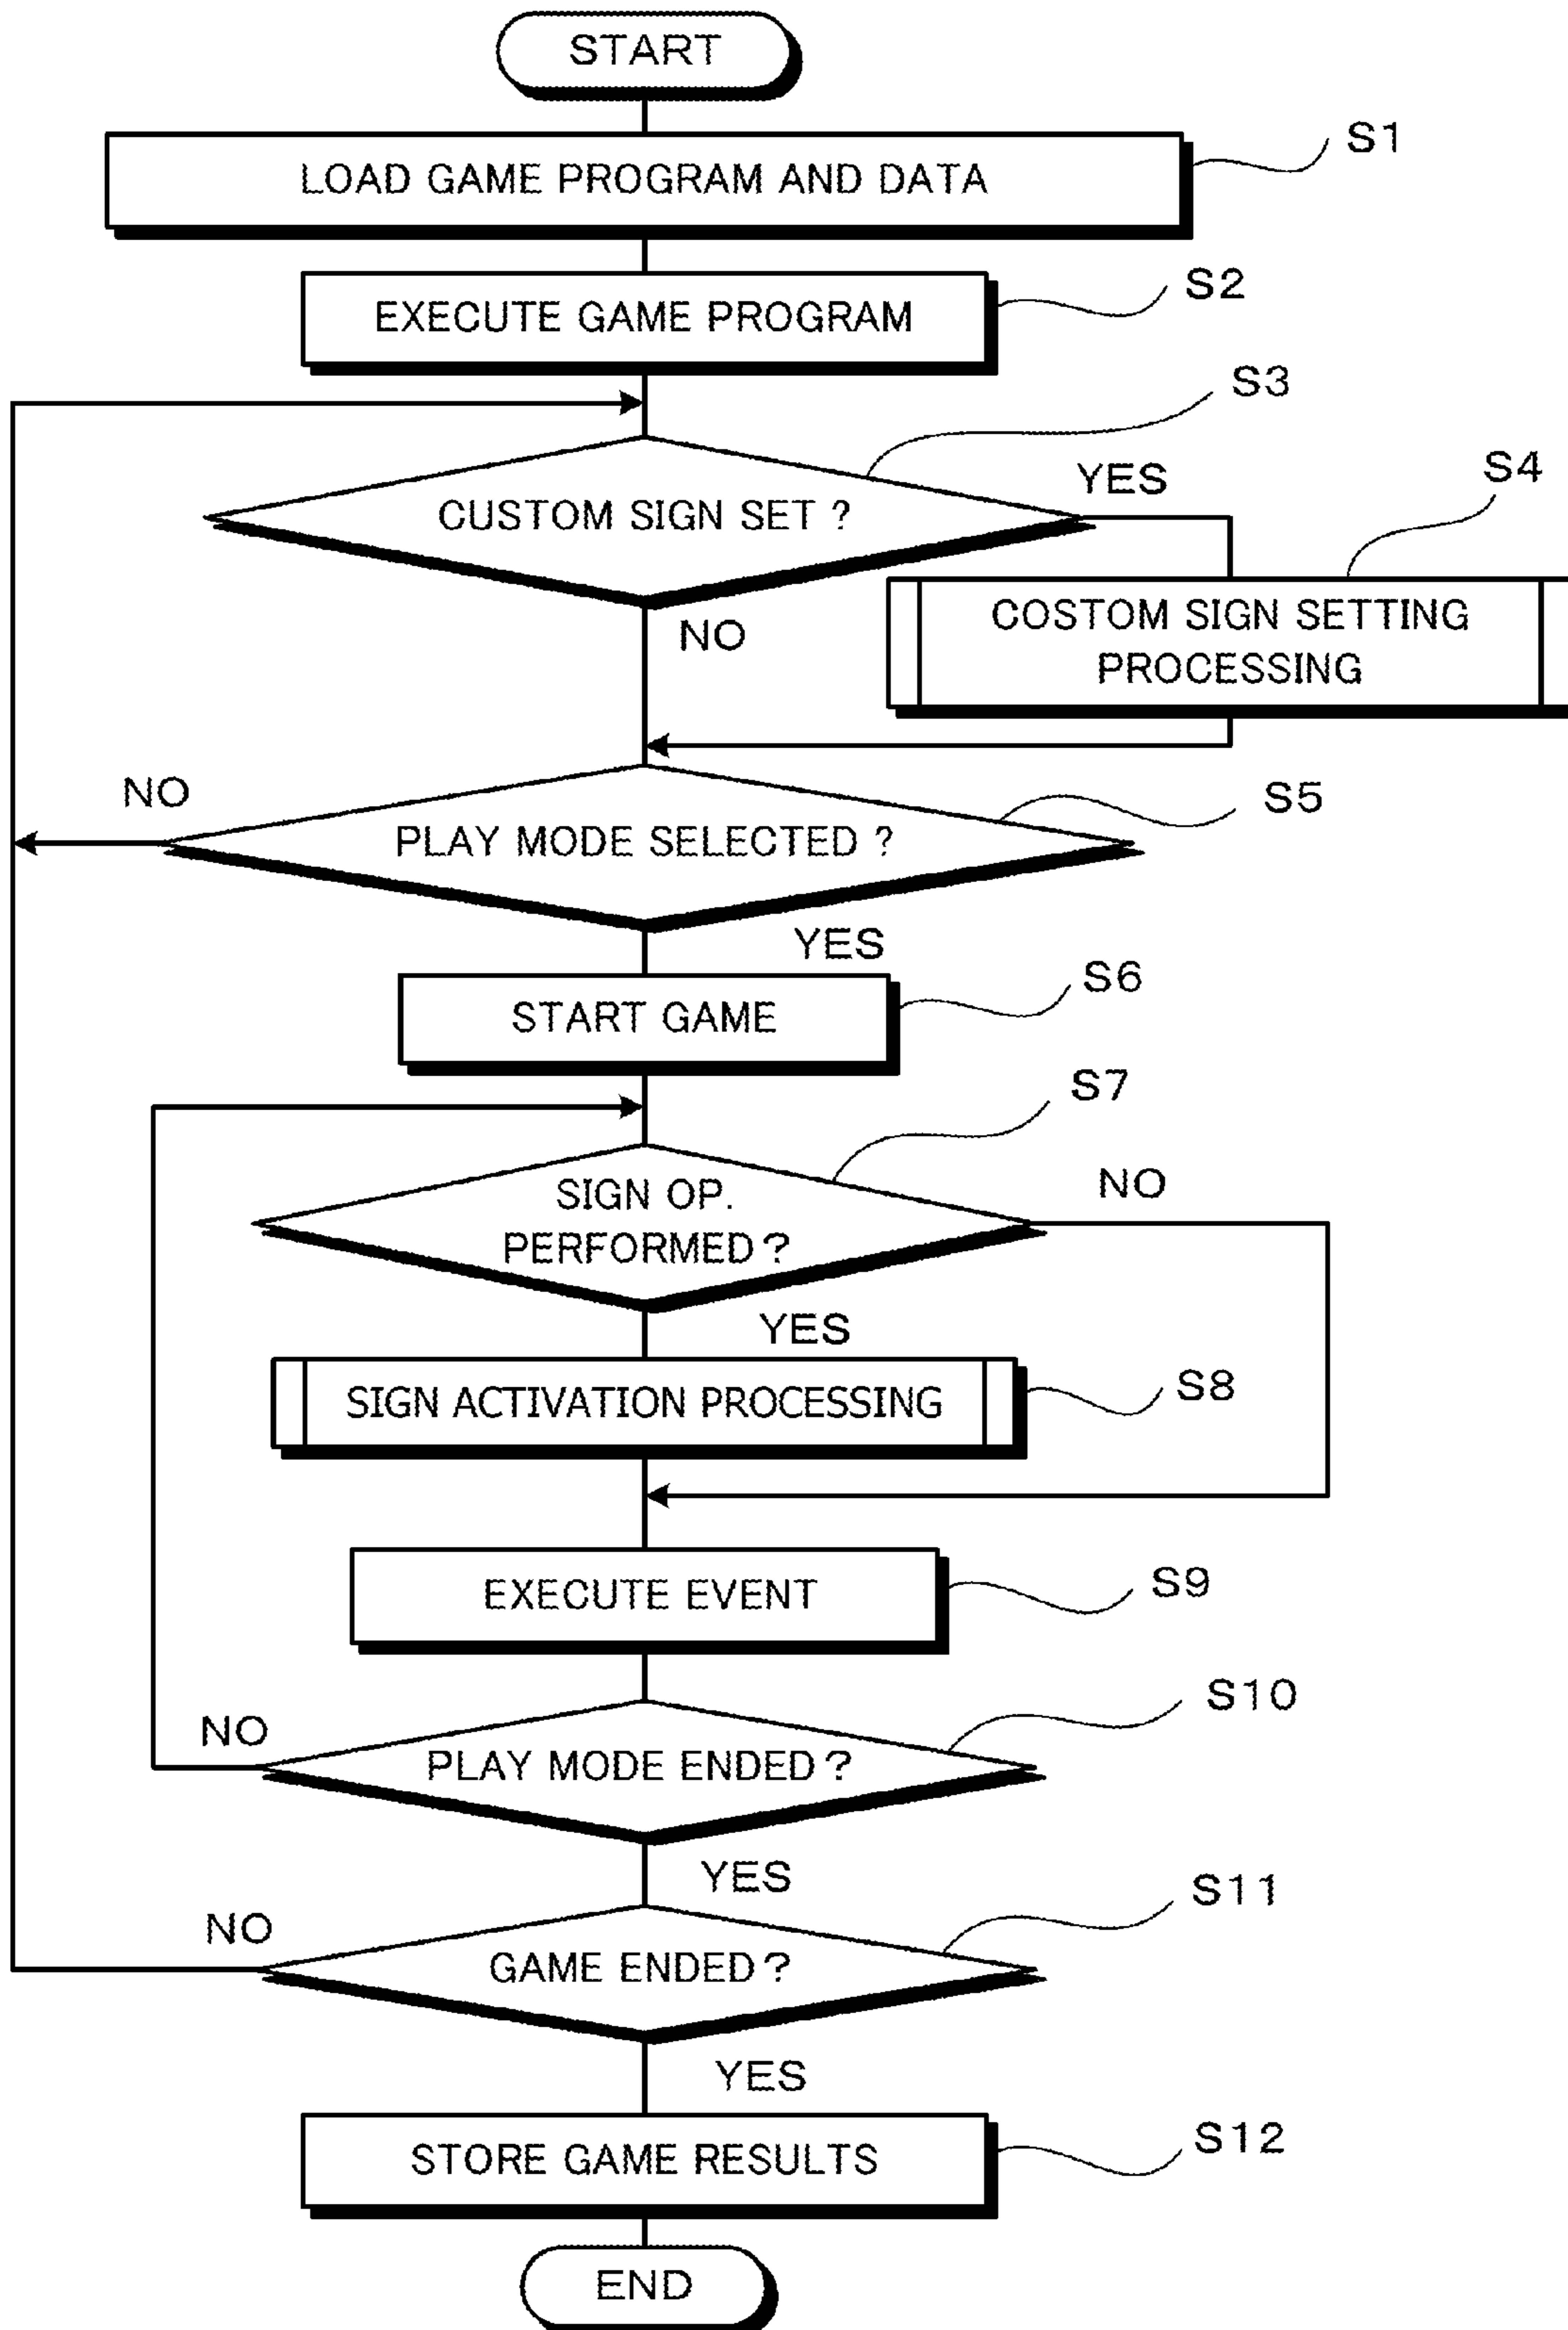 START
LOAD GAME PROGRAM AND DATA
S1
EXECUTE GAME PROGRAM
S2
S3
CUSTOM SIGN SET ?
YES
S4
COSTOM SIGN SETTING
PROCESSING
NO
NO
PLAY MODE SELECTED ?
S5
YES
START GAME
S6
S7
SIGN OP.
PERFORMED ?
NO
YES
SIGN ACTIVATION PROCESSING
S8
EXECUTE EVENT
S9
S10
NO
PLAY MODE ENDED ?
YES
S11
NO
GAME ENDED ?
YES
STORE GAME RESULTS
S12
END